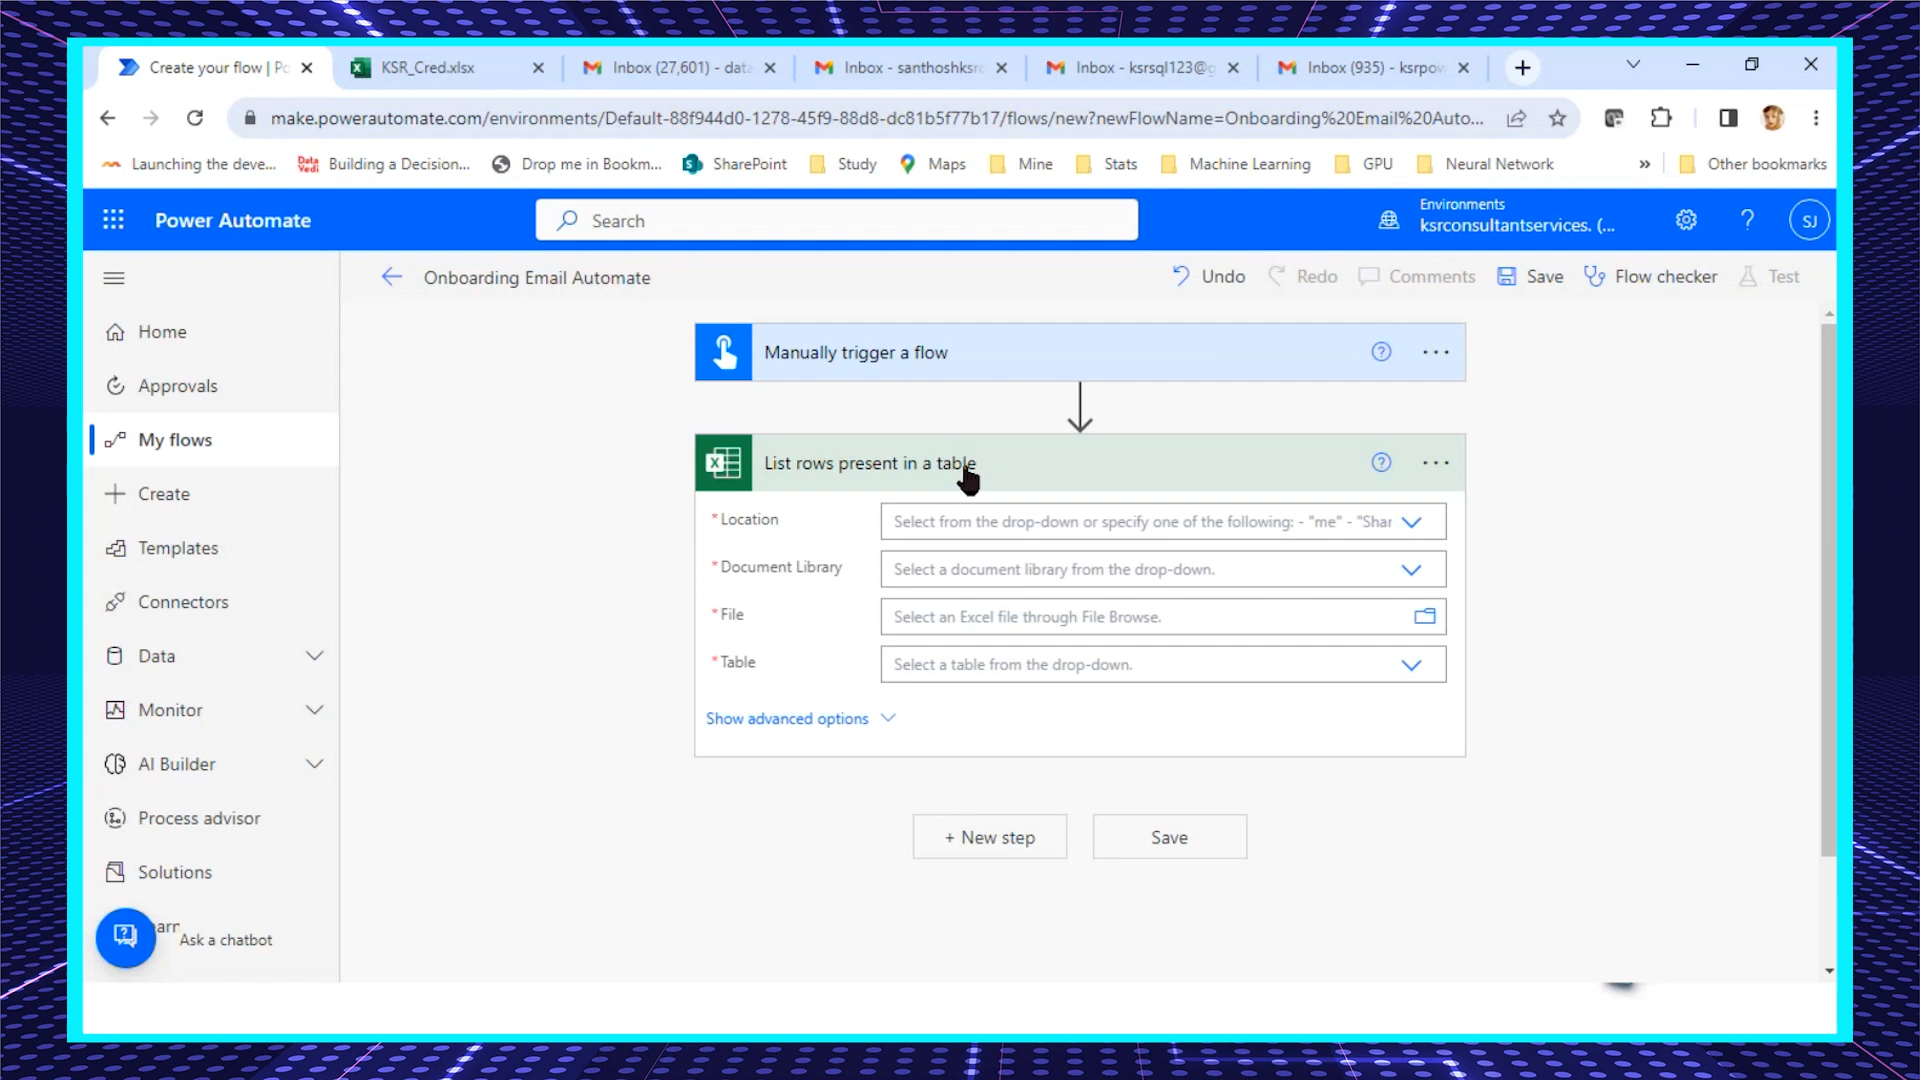 Create your flow | Po
KSR_Cred.xlsx
Inbox (27,601) - data
Inbox - santhoshksrc
Inbox - ksrsql123@g
Inbox (935) - ksrpow
make.powerautomate.com/environments/Default-88f944d0-1278-45f9-88d8-dc81b5f77b17/flows/new?newFlowName=Onboarding%20Email%20Auto...
Launching the deve...
Data Vedi
Building a Decision...
Drop me in Bookm...
SharePoint
Study
Maps
Mine
Stats
Machine Learning
GPU
Neural Network
»
Other bookmarks
Power Automate
Search
Environments
ksrconsultantservices. (...
?
SJ
Onboarding Email Automate
Undo
Redo
Comments
Save
Flow checker
Test
Home
Approvals
My flows
Create
Templates
Connectors
Data
Monitor
AI Builder
Process advisor
Solutions
Ask a chatbot
Manually trigger a flow
List rows present in a table
* Location
Select from the drop-down or specify one of the following: - "me" - "Shar
* Document Library
Select a document library from the drop-down.
* File
Select an Excel file through File Browse.
* Table
Select a table from the drop-down.
Show advanced options
+ New step
Save